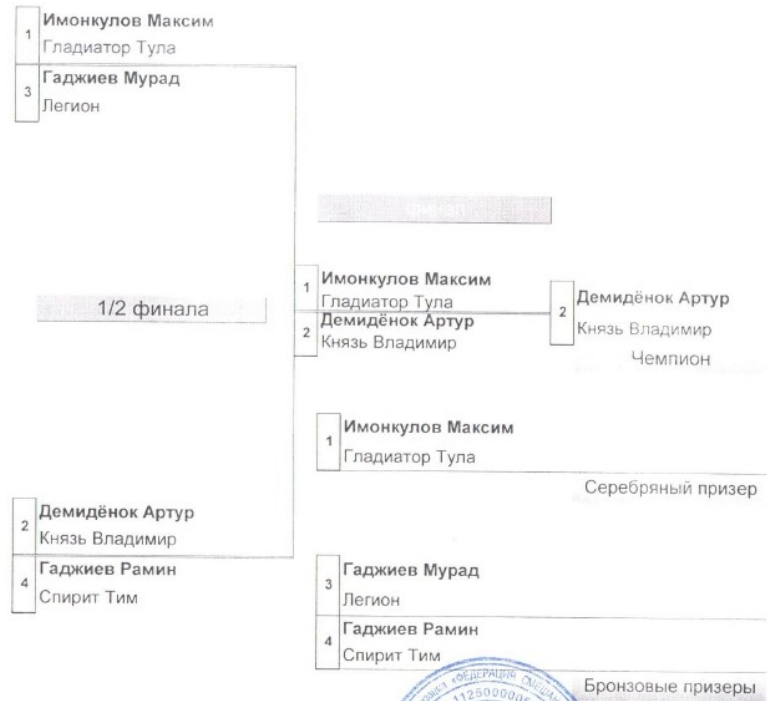 1
Имонкулов Максим
Гладиатор Тула
3
Гаджиев Мурад
Легион
финал
1/2 финала
1
Имонкулов Максим
Гладиатор Тула
2
Демидёнок Артур
Князь Владимир
2
Демидёнок Артур
Князь Владимир
Чемпион
1
Имонкулов Максим
Гладиатор Тула
Серебряный призер
2
Демидёнок Артур
Князь Владимир
4
Гаджиев Рамин
Спирит Тим
3
Гаджиев Мурад
Легион
4
Гаджиев Рамин
Спирит Тим
Бронзовые призеры